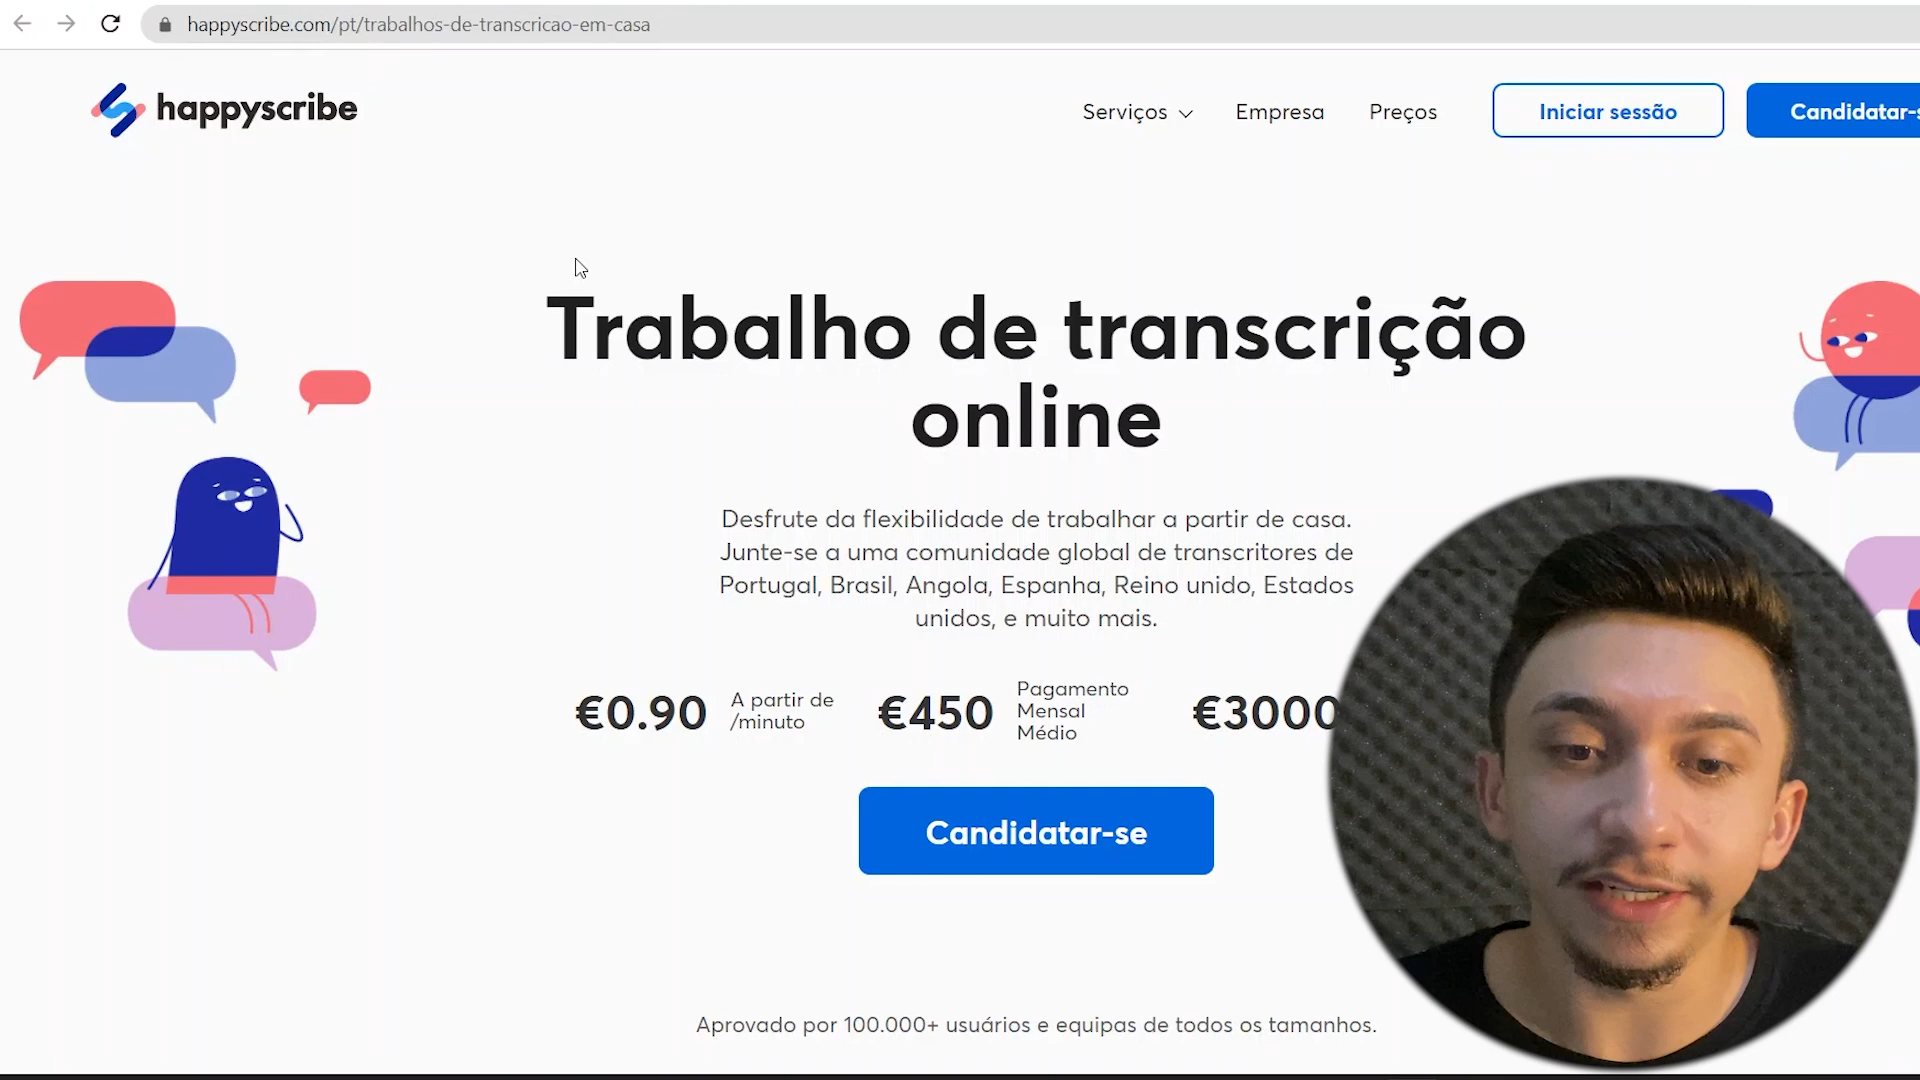 happyscribe.com/pt/trabalhos-de-transcricao-em-casa
happyscribe
Serviços
Empresa
Preços
Iniciar sessão
Candidatar-s
Trabalho de transcrição
online
Desfrute da flexibilidade de trabalhar a partir de casa.
Junte-se a uma comunidade global de transcritores de
Portugal, Brasil, Angola, Espanha, Reino unido, Estados
unidos, e muito mais.
€0.90
A partir de
/minuto
€450
Pagamento
Mensal
Médio
€3000
Candidatar-se
Aprovado por 100.000+ usuários e equipas de todos os tamanhos.